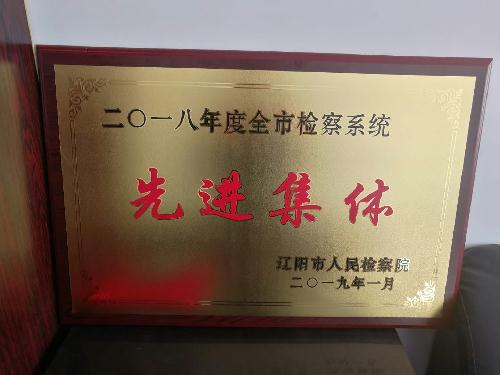 二〇一八年度全市检察系统
先进集体
辽阳市人民检察院
二〇一九年一月